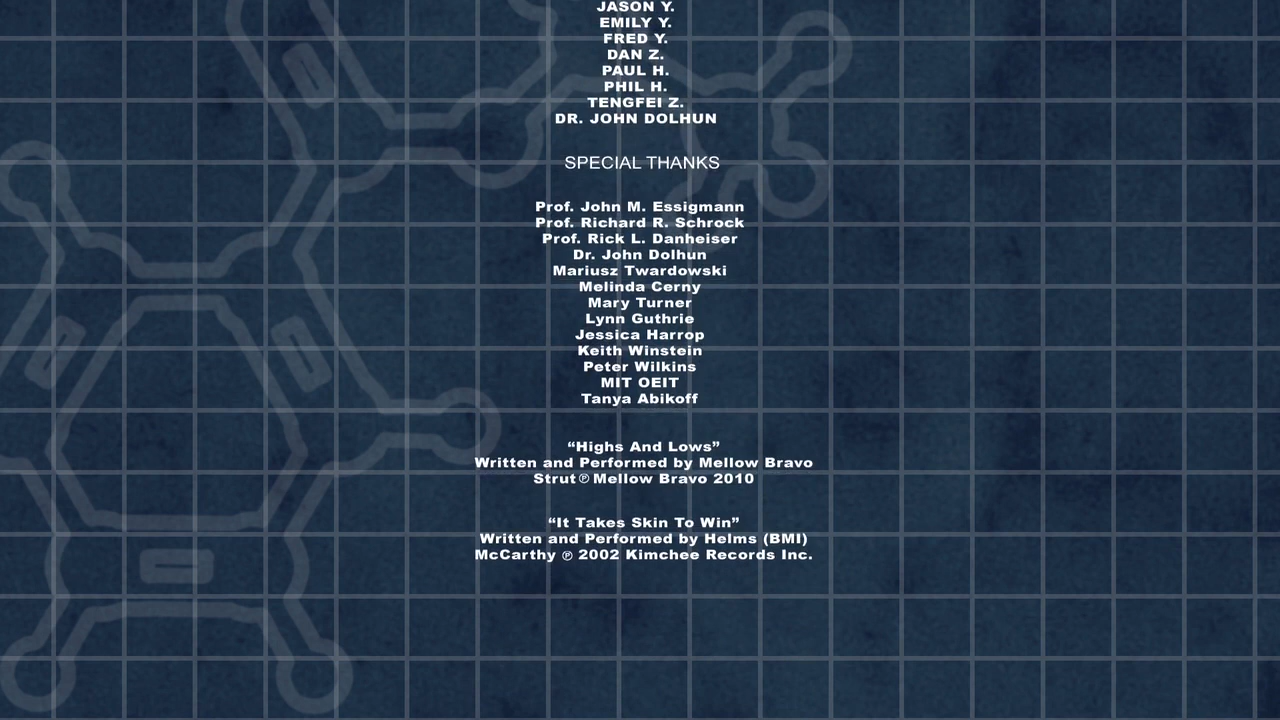 JASON Y.
EMILY Y.
FRED Y.
DAN Z.
PAUL H.
PHIL H.
TENGFEI Z.
DR. JOHN DOLHUN
SPECIAL THANKS
Prof. John M. Essigmann
Prof. Richard R. Schrock
Prof. Rick L. Danheiser
Dr. John Dolhun
Mariusz Twardowski
Melinda Cerny
Mary Turner
Lynn Guthrie
Jessica Harrop
Keith Winstein
Peter Wilkins
MIT OEIT
Tanya Abikoff
“Highs And Lows”
Written and Performed by Mellow Bravo
Strut ℗ Mellow Bravo 2010
“It Takes Skin To Win”
Written and Performed by Helms (BMI)
McCarthy ℗ 2002 Kimchee Records Inc.